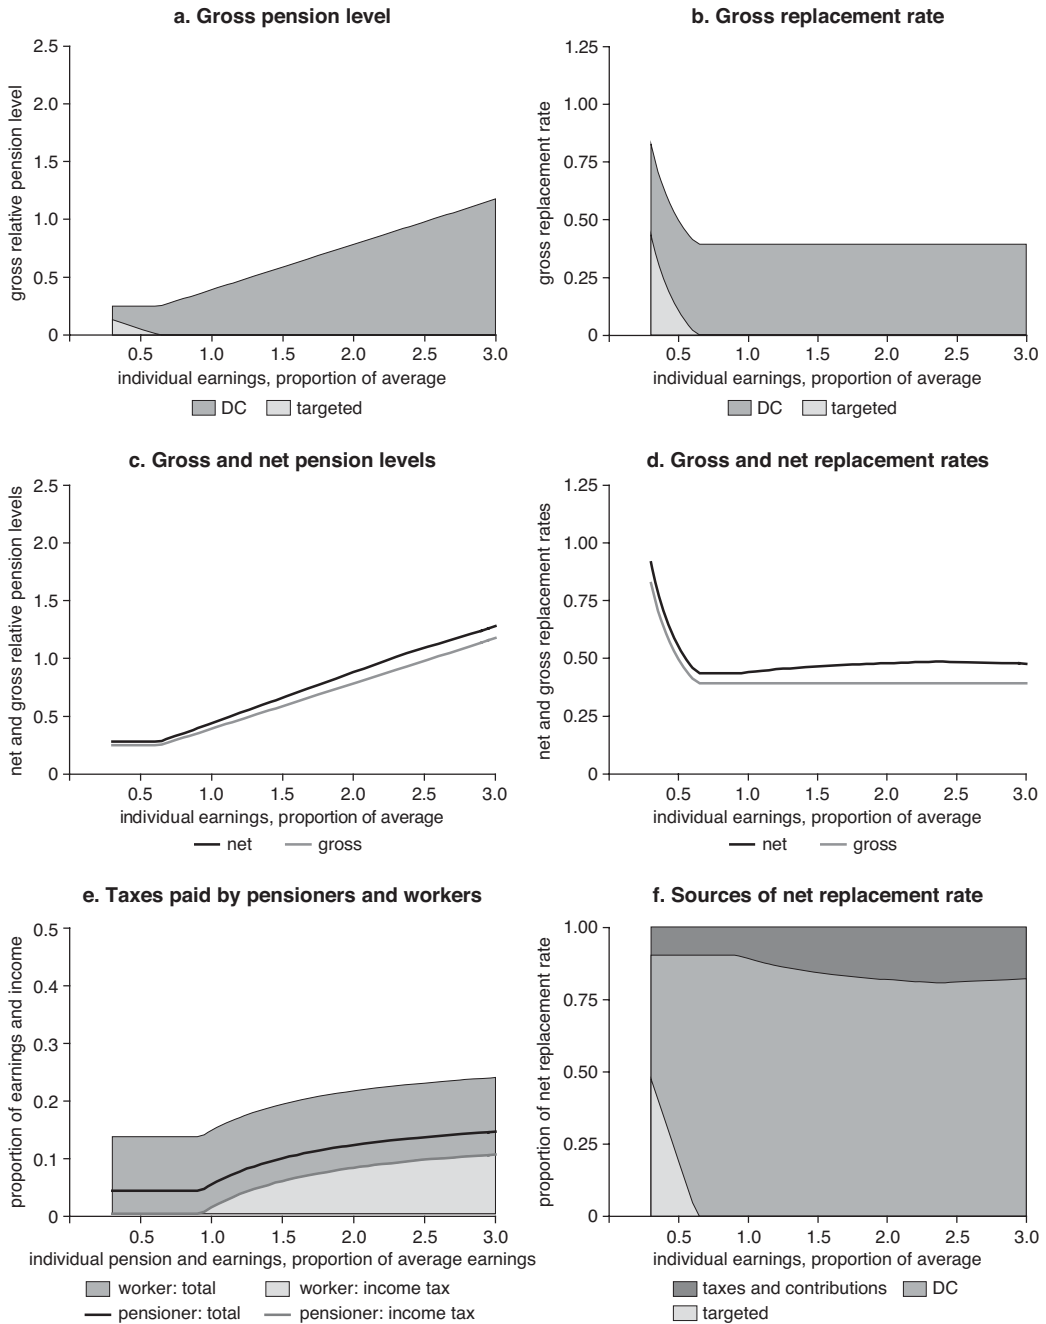 a. Gross pension level
gross relative pension level
2.5
2.0
1.5
1.0
0.5
0
0.5 1.0 1.5 2.0 2.5 3.0
individual earnings, proportion of average
DC targeted
b. Gross replacement rate
gross replacement rate
1.25
1.00
0.75
0.50
0.25
0
0.5 1.0 1.5 2.0 2.5 3.0
individual earnings, proportion of average
DC targeted
c. Gross and net pension levels
net and gross relative pension levels
2.5
2.0
1.5
1.0
0.5
0
0.5 1.0 1.5 2.0 2.5 3.0
individual earnings, proportion of average
net gross
d. Gross and net replacement rates
net and gross replacement rates
1.25
1.00
0.75
0.50
0.25
0
0.5 1.0 1.5 2.0 2.5 3.0
individual earnings, proportion of average
net gross
e. Taxes paid by pensioners and workers
proportion of earnings and income
0.5
0.4
0.3
0.2
0.1
0
0.5 1.0 1.5 2.0 2.5 3.0
individual pension and earnings, proportion of average earnings
worker: total worker: income tax
pensioner: total pensioner: income tax
f. Sources of net replacement rate
proportion of net replacement rate
1.00
0.75
0.50
0.25
0
0.5 1.0 1.5 2.0 2.5 3.0
individual earnings, proportion of average
taxes and contributions DC
targeted